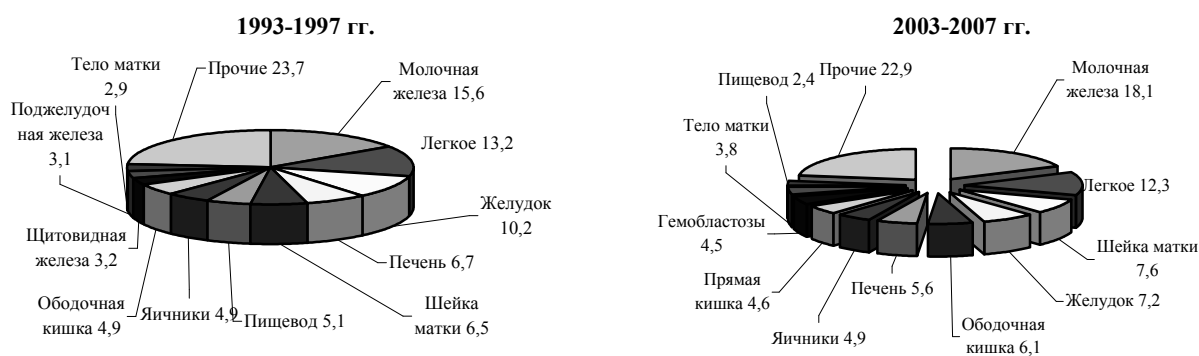 1993-1997 гг.
Тело матки
2,9
Прочие 23,7
Молочная
железа 15,6
Поджелудоч
ная железа
3,1
Легкое 13,2
Желудок
10,2
Щитовидная
железа 3,2
Печень 6,7
Ободочная
кишка 4,9
Яичники 4,9
Пищевод 5,1
Шейка
матки 6,5
2003-2007 гг.
Пищевод 2,4
Прочие 22,9
Молочная
железа 18,1
Тело матки
3,8
Легкое 12,3
Гемобластозы
4,5
Шейка матки
7,6
Прямая
кишка 4,6
Печень 5,6
Желудок 7,2
Яичники 4,9
Ободочная
кишка 6,1